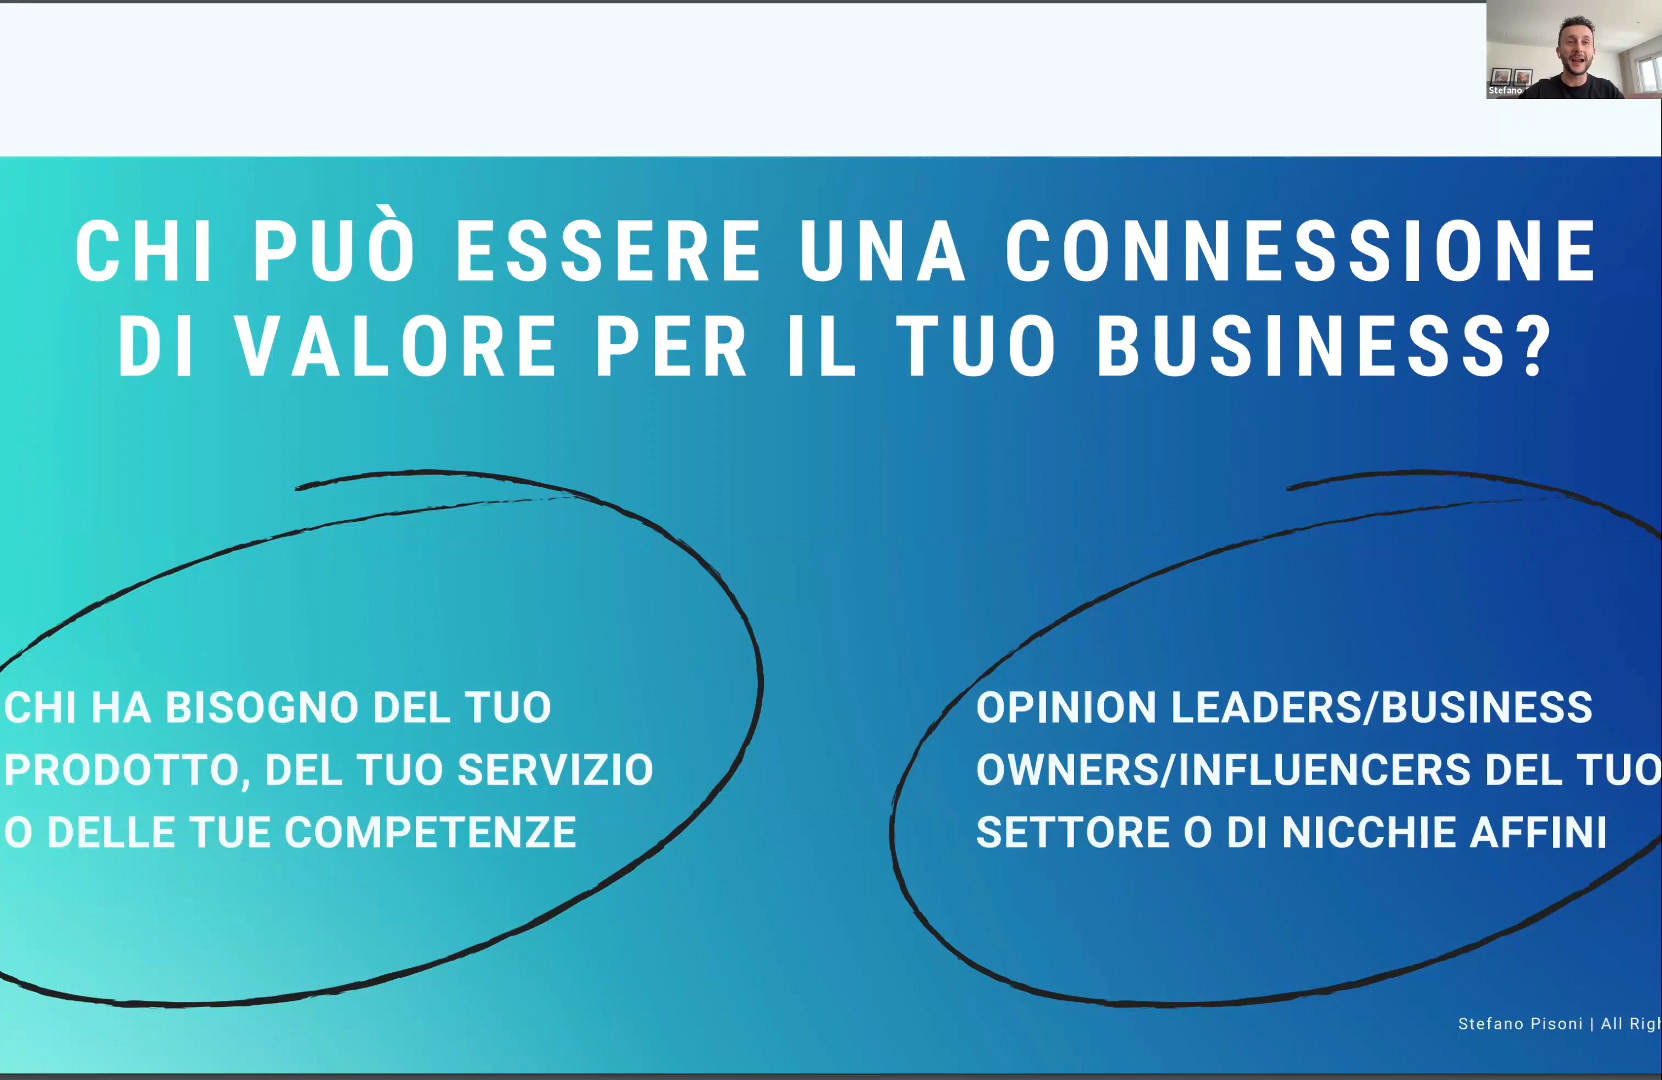 Stefano
CHI PUÒ ESSERE UNA CONNESSIONE
DI VALORE PER IL TUO BUSINESS?
CHI HA BISOGNO DEL TUO
PRODOTTO, DEL TUO SERVIZIO
O DELLE TUE COMPETENZE
OPINION LEADERS/BUSINESS
OWNERS/INFLUENCERS DEL TUO
SETTORE O DI NICCHIE AFFINI
Stefano Pisoni | All